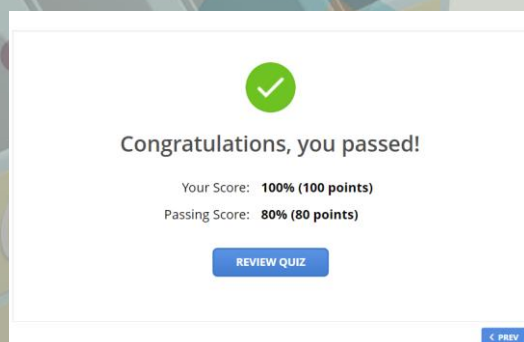 Congratulations, you passed!
Your Score: 100% (100 points)
Passing Score: 80% (80 points)
REVIEW QUIZ
< PREV